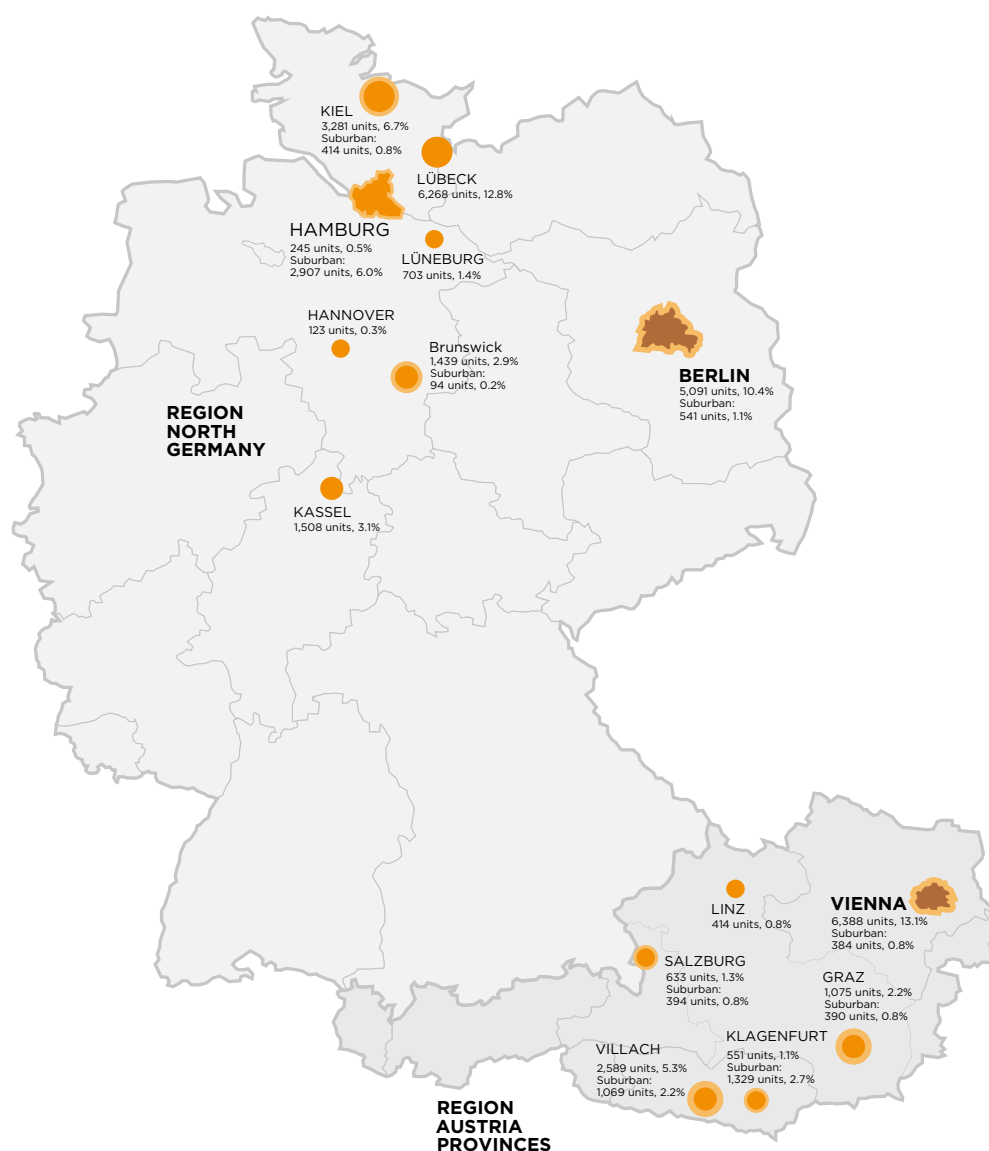 KIEL
3,281 units, 6.7%
Suburban:
414 units, 0.8%
LÜBECK
6,268 units, 12.8%
HAMBURG
245 units, 0.5%
Suburban:
2,907 units, 6.0%
LÜNEBURG
703 units, 1.4%
HANNOVER
123 units, 0.3%
Brunswick
1,439 units, 2.9%
Suburban:
94 units, 0.2%
BERLIN
5,091 units, 10.4%
Suburban:
541 units, 1.1%
REGION
NORTH
GERMANY
KASSEL
1,508 units, 3.1%
LINZ
414 units, 0.8%
VIENNA
6,388 units, 13.1%
Suburban:
384 units, 0.8%
SALZBURG
633 units, 1.3%
Suburban:
394 units, 0.8%
GRAZ
1,075 units, 2.2%
Suburban:
390 units, 0.8%
KLAGENFURT
551 units, 1.1%
Suburban:
1,329 units, 2.7%
VILLACH
2,589 units, 5.3%
Suburban:
1,069 units, 2.2%
REGION
AUSTRIA
PROVINCES